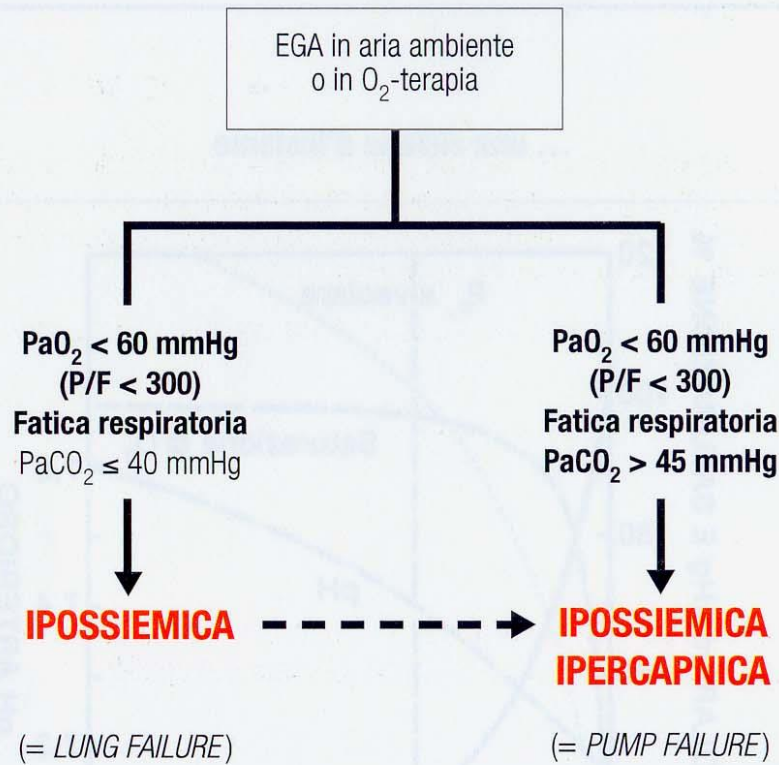 EGA in aria ambiente
o in O₂-terapia
PaO₂ < 60 mmHg
(P/F < 300)
Fatica respiratoria
PaCO₂ ≤ 40 mmHg
PaO₂ < 60 mmHg
(P/F < 300)
Fatica respiratoria
PaCO₂ > 45 mmHg
IPOSSIEMICA
IPOSSIEMICA
IPERCAPNICA
(= LUNG FAILURE)
(= PUMP FAILURE)